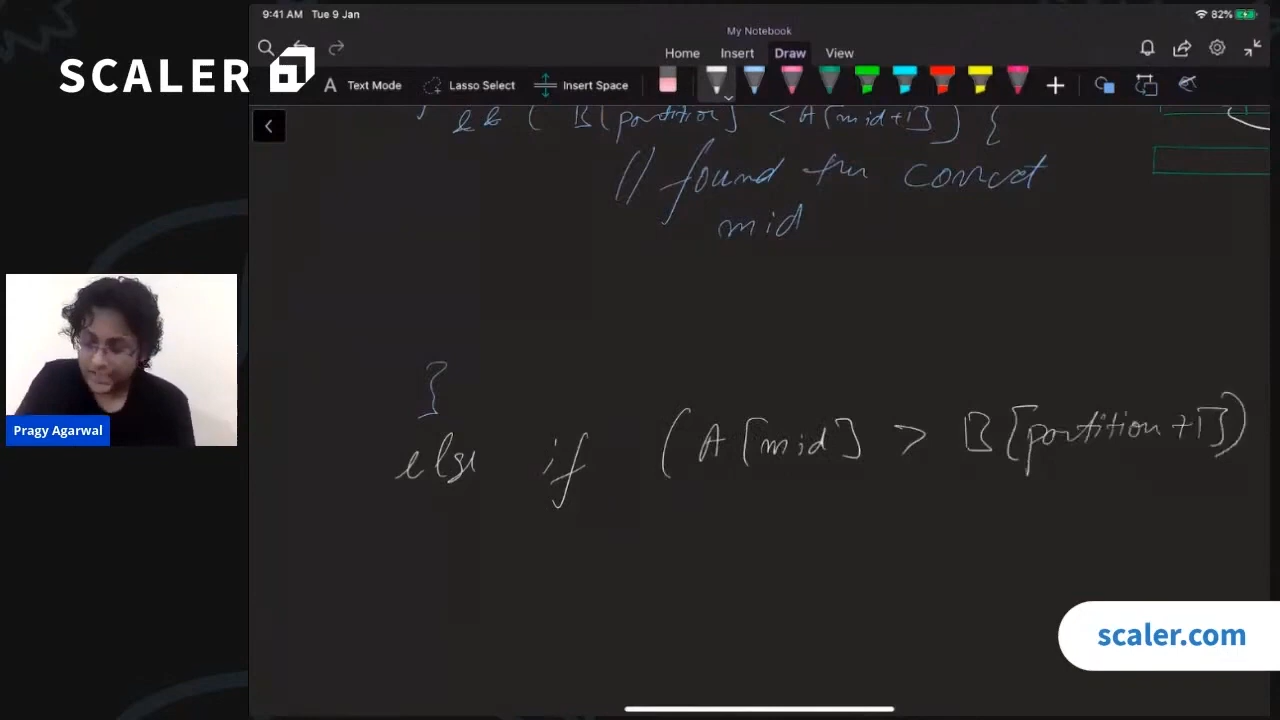 9:41 AM Tue 9 Jan
82%
My Notebook
Home Insert Draw View
SCALER
Text Mode Lasso Select Insert Space
&& ( B[partition] < A[mid+1] ) {
// found the correct
mid
}
else if (A[mid] > B[partition+1])
Pragy Agarwal
scaler.com